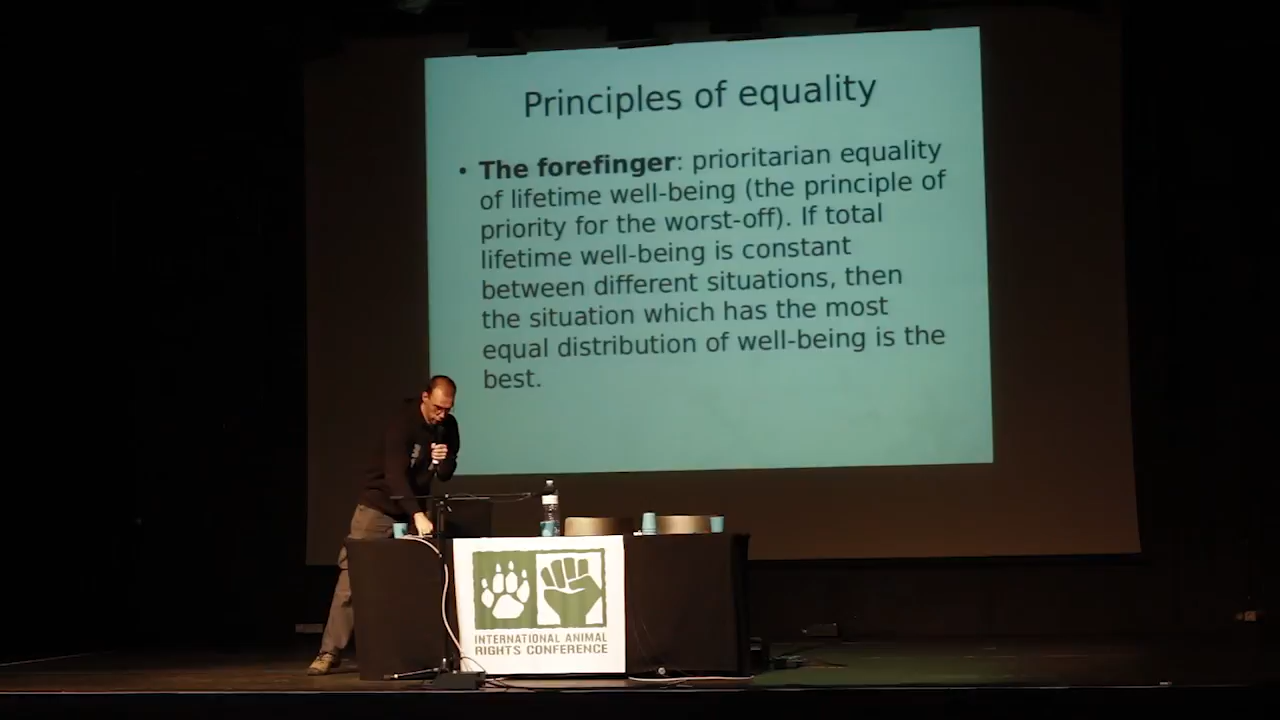 Principles of equality
• The forefinger: prioritarian equality
of lifetime well-being (the principle of
priority for the worst-off). If total
lifetime well-being is constant
between different situations, then
the situation which has the most
equal distribution of well-being is the
best.
INTERNATIONAL ANIMAL
RIGHTS CONFERENCE